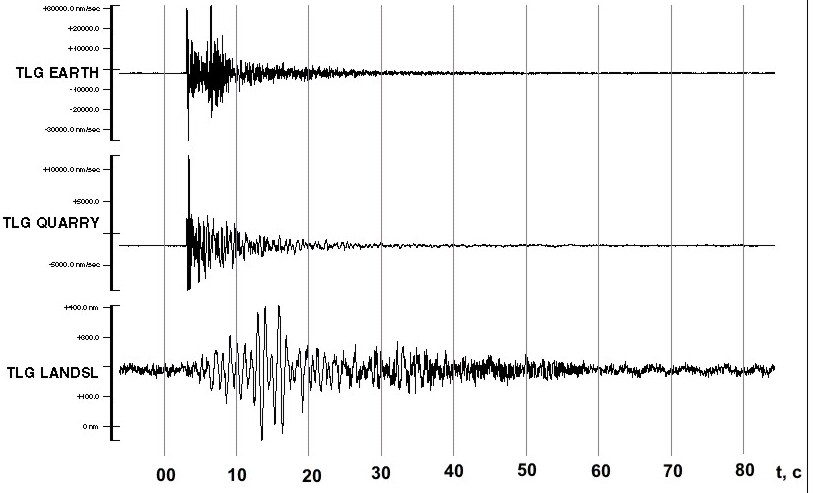 +30000.0 nm/sec
+20000.0
+10000.0
TLG EARTH
-10000.0
-20000.0
-30000.0 nm/sec
+10000.0 nm/sec
+5000.0
TLG QUARRY
-5000.0 nm/sec
+800.0
TLG LANDSL
+400.0
0 nm
00 10 20 30 40 50 60 70 80 t, c